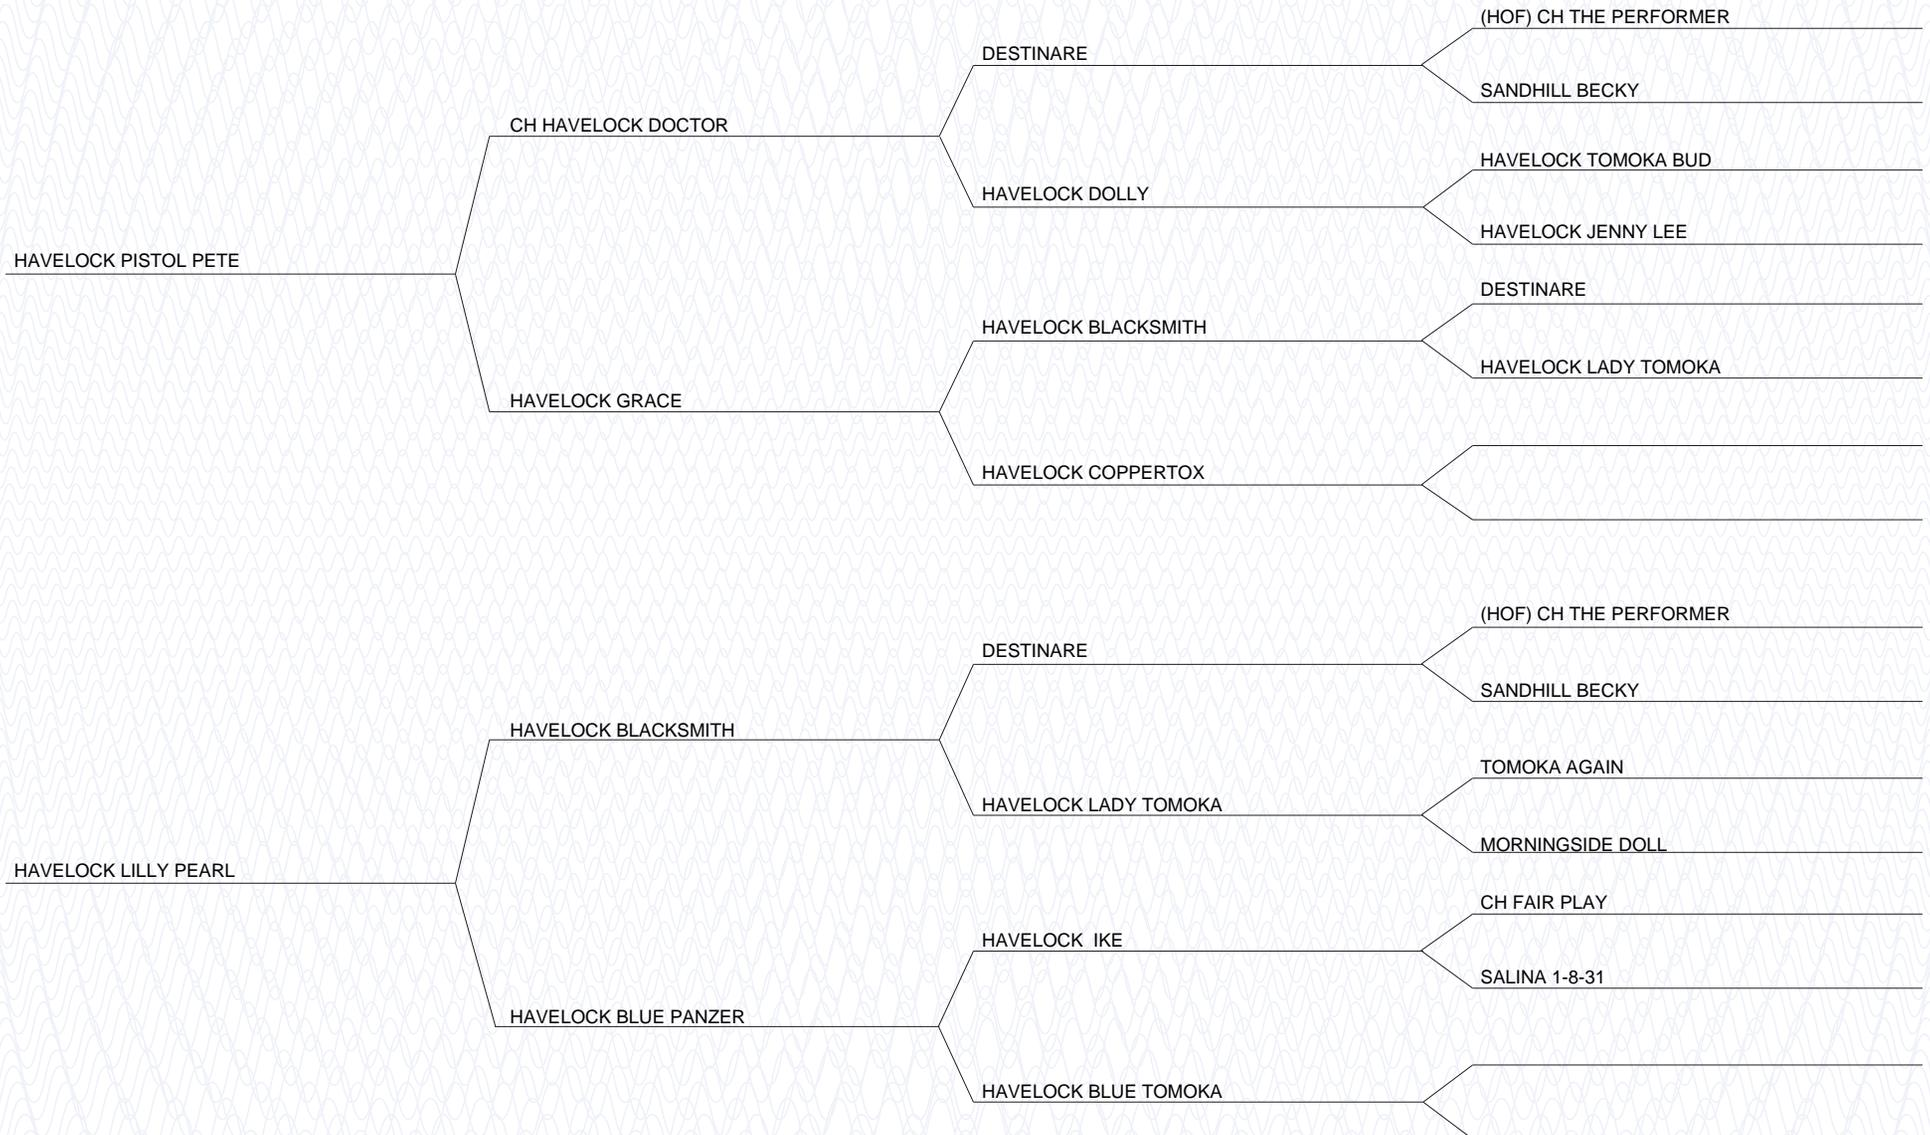 (HOF) CH THE PERFORMER
DESTINARE
SANDHILL BECKY
CH HAVELOCK DOCTOR
HAVELOCK TOMOKA BUD
HAVELOCK DOLLY
HAVELOCK JENNY LEE
HAVELOCK PISTOL PETE
DESTINARE
HAVELOCK BLACKSMITH
HAVELOCK LADY TOMOKA
HAVELOCK GRACE
HAVELOCK COPPERTOX
(HOF) CH THE PERFORMER
DESTINARE
SANDHILL BECKY
HAVELOCK BLACKSMITH
TOMOKA AGAIN
HAVELOCK LADY TOMOKA
MORNINGSIDE DOLL
HAVELOCK LILLY PEARL
CH FAIR PLAY
HAVELOCK  IKE
SALINA 1-8-31
HAVELOCK BLUE PANZER
HAVELOCK BLUE TOMOKA